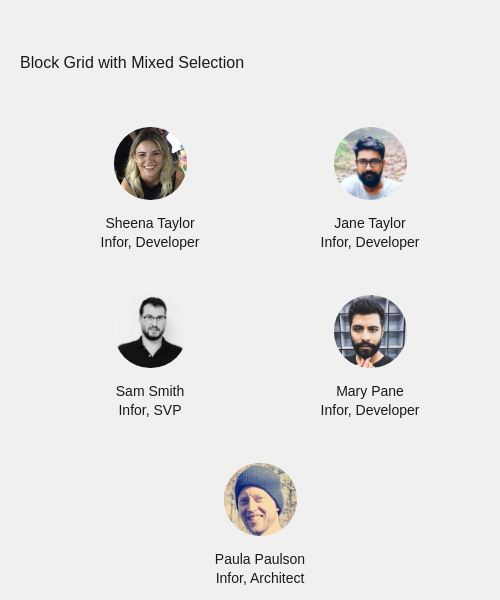 Block Grid with Mixed Selection
Sheena Taylor
Infor, Developer
Jane Taylor
Infor, Developer
Sam Smith
Infor, SVP
Mary Pane
Infor, Developer
Paula Paulson
Infor, Architect